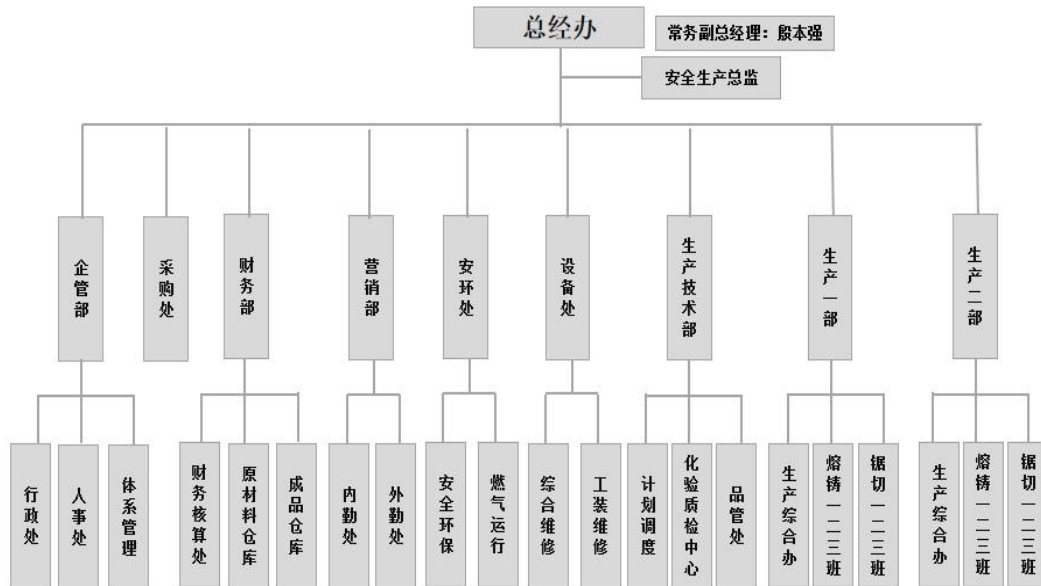 总经办
常务副总经理：殷本强
安全生产总监
企管部
采购处
财务部
营销部
安环处
设备处
生产技术部
生产一部
生产二部
行政处
人事处
体系管理
财务核算处
原材料仓库
成品仓库
内勤处
外勤处
安全环保
燃气运行
综合维修
工装维修
计划调度
化验质检中心
品管处
生产综合办
熔铸一二三班
锯切一二三班
生产综合办
熔铸一二三班
锯切一二三班